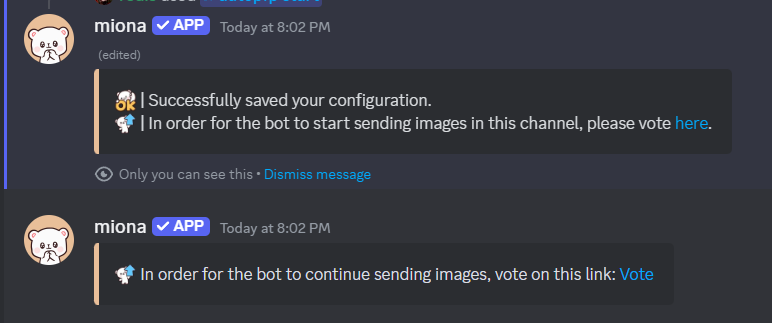 used
miona ✓ APP Today at 8:02 PM
(edited)
OK | Successfully saved your configuration.
| In order for the bot to start sending images in this channel, please vote here.
Only you can see this • Dismiss message
miona ✓ APP Today at 8:02 PM
In order for the bot to continue sending images, vote on this link: Vote